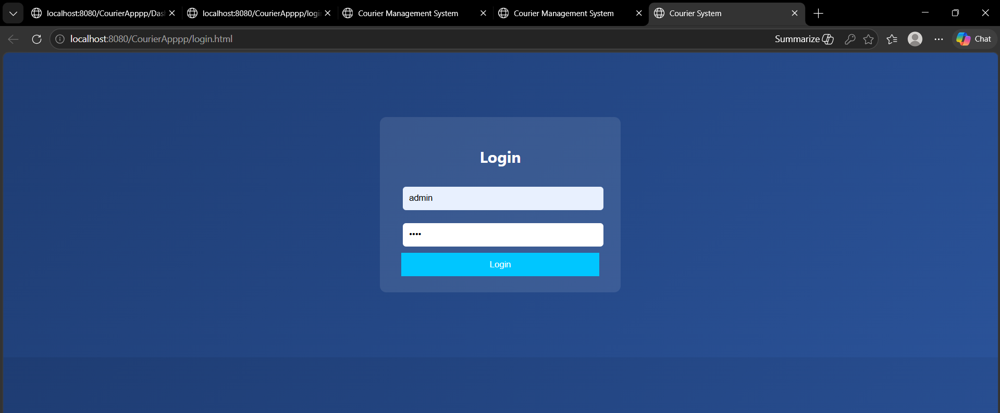 localhost:8080/CourierApppp/Das
localhost:8080/CourierApppp/logi
Courier Management System
Courier Management System
Courier System
localhost:8080/CourierApppp/login.html
Summarize
Chat
Login
admin
••••
Login